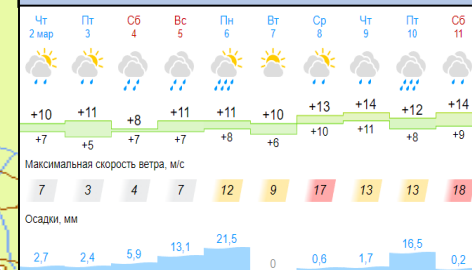 Чт Пт Сб Вс Пн Вт Ср Чт Пт Сб
2 мар 3 4 5 6 7 8 9 10 11
+10 +11 +8 +11 +11 +10 +13 +14 +12 +14
+7 +5 +7 +7 +8 +6 +10 +11 +8 +9
Максимальная скорость ветра, м/с
7 3 4 7 12 9 17 13 13 18
Осадки, мм
2,7 2,4 5,9 13,1 21,5 0 0,6 1,7 16,5 0,2